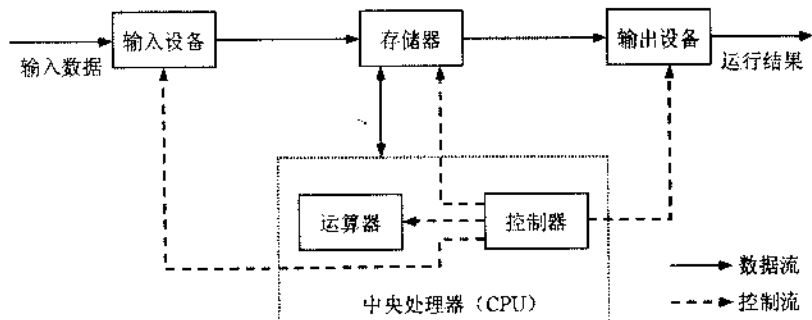 输入设备
存储器
输出设备
输入数据
运行结果
运算器
控制器
数据流
控制流
中央处理器（CPU）